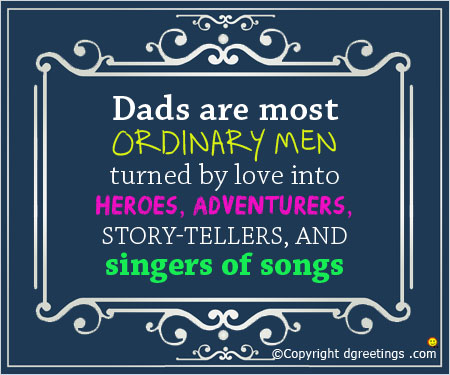 Dads are most
ORDINARY MEN
turned by love into
HEROES, ADVENTURERS,
STORY-TELLERS, AND
singers of songs
©Copyright dgreetings .com